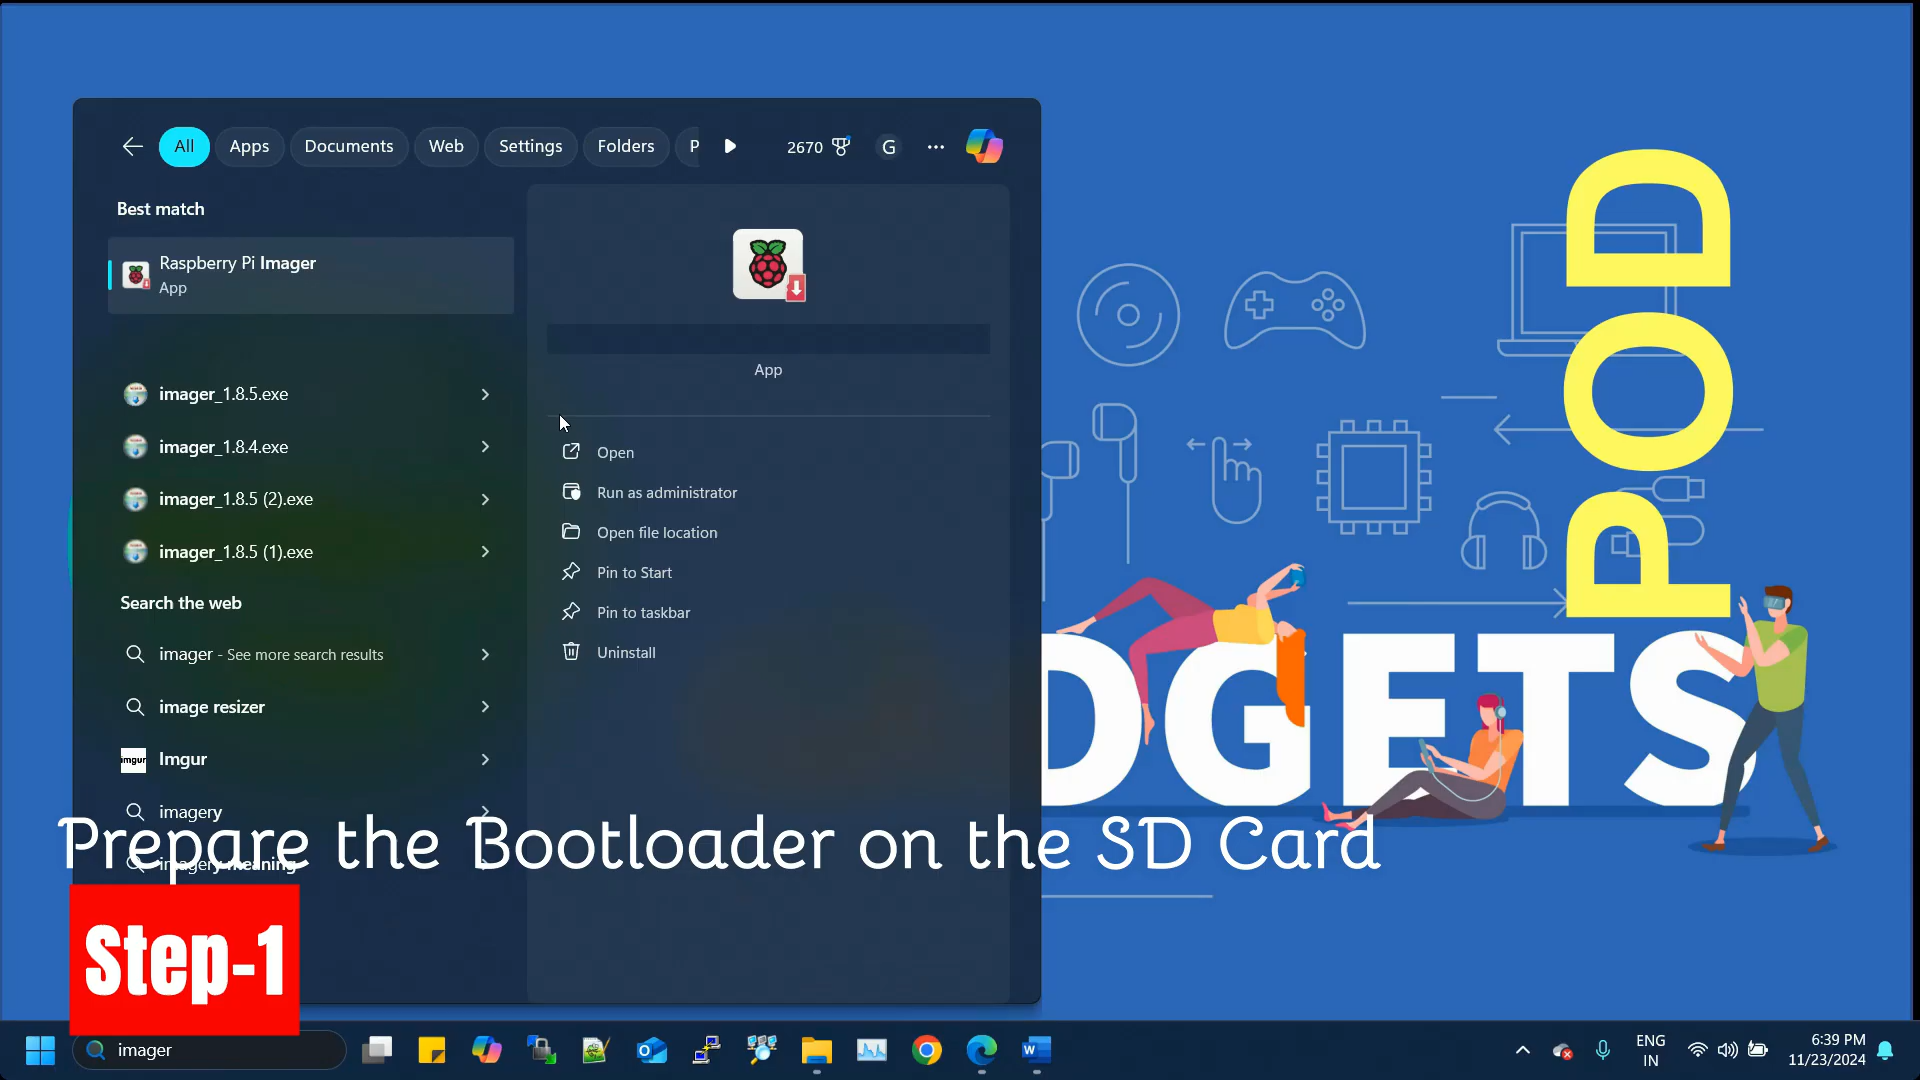 All
Apps
Documents
Web
Settings
Folders
P
2670
G
Best match
Raspberry Pi Imager
App
imager_1.8.5.exe
imager_1.8.4.exe
imager_1.8.5 (2).exe
imager_1.8.5 (1).exe
Search the web
imager - See more search results
image resizer
imgur Imgur
imagery
imagery meaning
App
Open
Run as administrator
Open file location
Pin to Start
Pin to taskbar
Uninstall
POD
DGETS
Prepare the Bootloader on the SD Card
Step-1
imager
ENG
IN
6:39 PM
11/23/2024